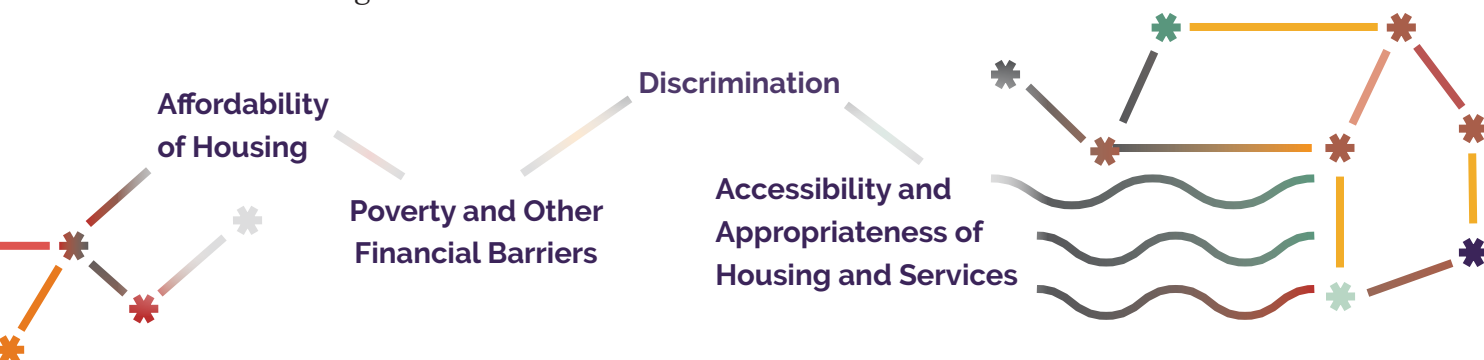 Affordability
of Housing
Poverty and Other
Financial Barriers
Discrimination
Accessibility and
Appropriateness of
Housing and Services